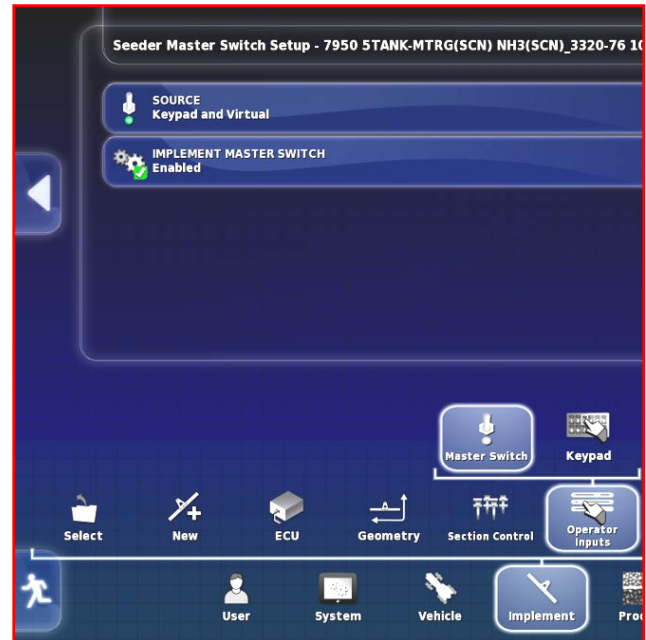 Seeder Master Switch Setup - 7950 5TANK-MTRG(SCN) NH3(SCN)_3320-76 10
SOURCE
Keypad and Virtual
IMPLEMENT MASTER SWITCH
Enabled
Master Switch
Keypad
Select
New
ECU
Geometry
Section Control
Operator
Inputs
User
System
Vehicle
Implement
Pro